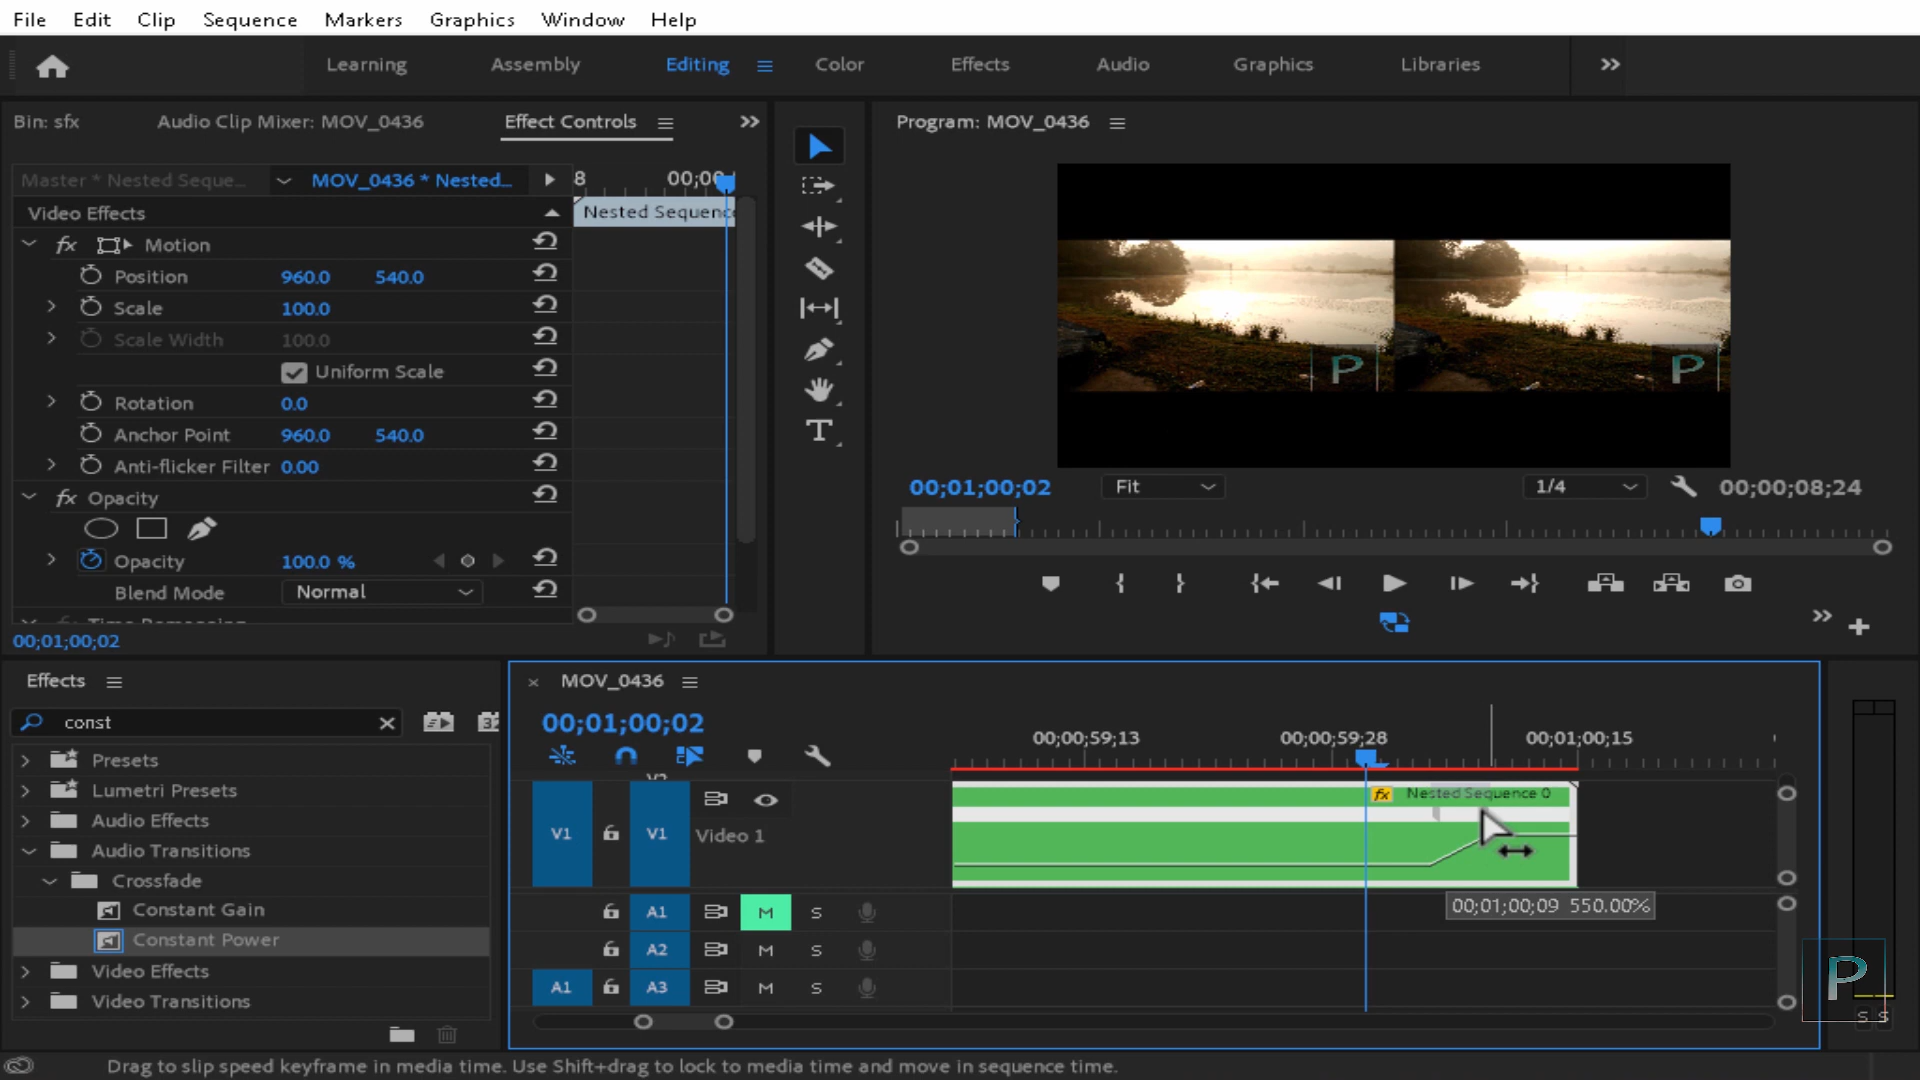 File Edit Clip Sequence Markers Graphics Window Help
Learning Assembly Editing Color Effects Audio Graphics Libraries
Bin: sfx Audio Clip Mixer: MOV_0436 Effect Controls
Program: MOV_0436
Master * Nested Seque... MOV_0436 * Nested... 8
Video Effects Nested Sequenc
fx Motion
Position 960.0 540.0
Scale 100.0
Scale Width 100.0
Uniform Scale
Rotation 0.0
Anchor Point 960.0 540.0
Anti-flicker Filter 0.00
fx Opacity
Opacity 100.0 %
Blend Mode Normal
00;01;00;02
P P
00;01;00;02 Fit 1/4 00;00;08;24
Effects
const
Presets
Lumetri Presets
Audio Effects
Audio Transitions
Crossfade
Constant Gain
Constant Power
Video Effects
Video Transitions
MOV_0436
00;01;00;02
00;00;59;13 00;00;59;28 00;01;00;15
V1 V1 Video 1
fx Nested Sequence 0
00;01;00;09 550.00%
A1 M S
A2 M S
A1 A3 M S
P
S S
Drag to slip speed keyframe in media time. Use Shift+drag to lock to media time and move in sequence time.